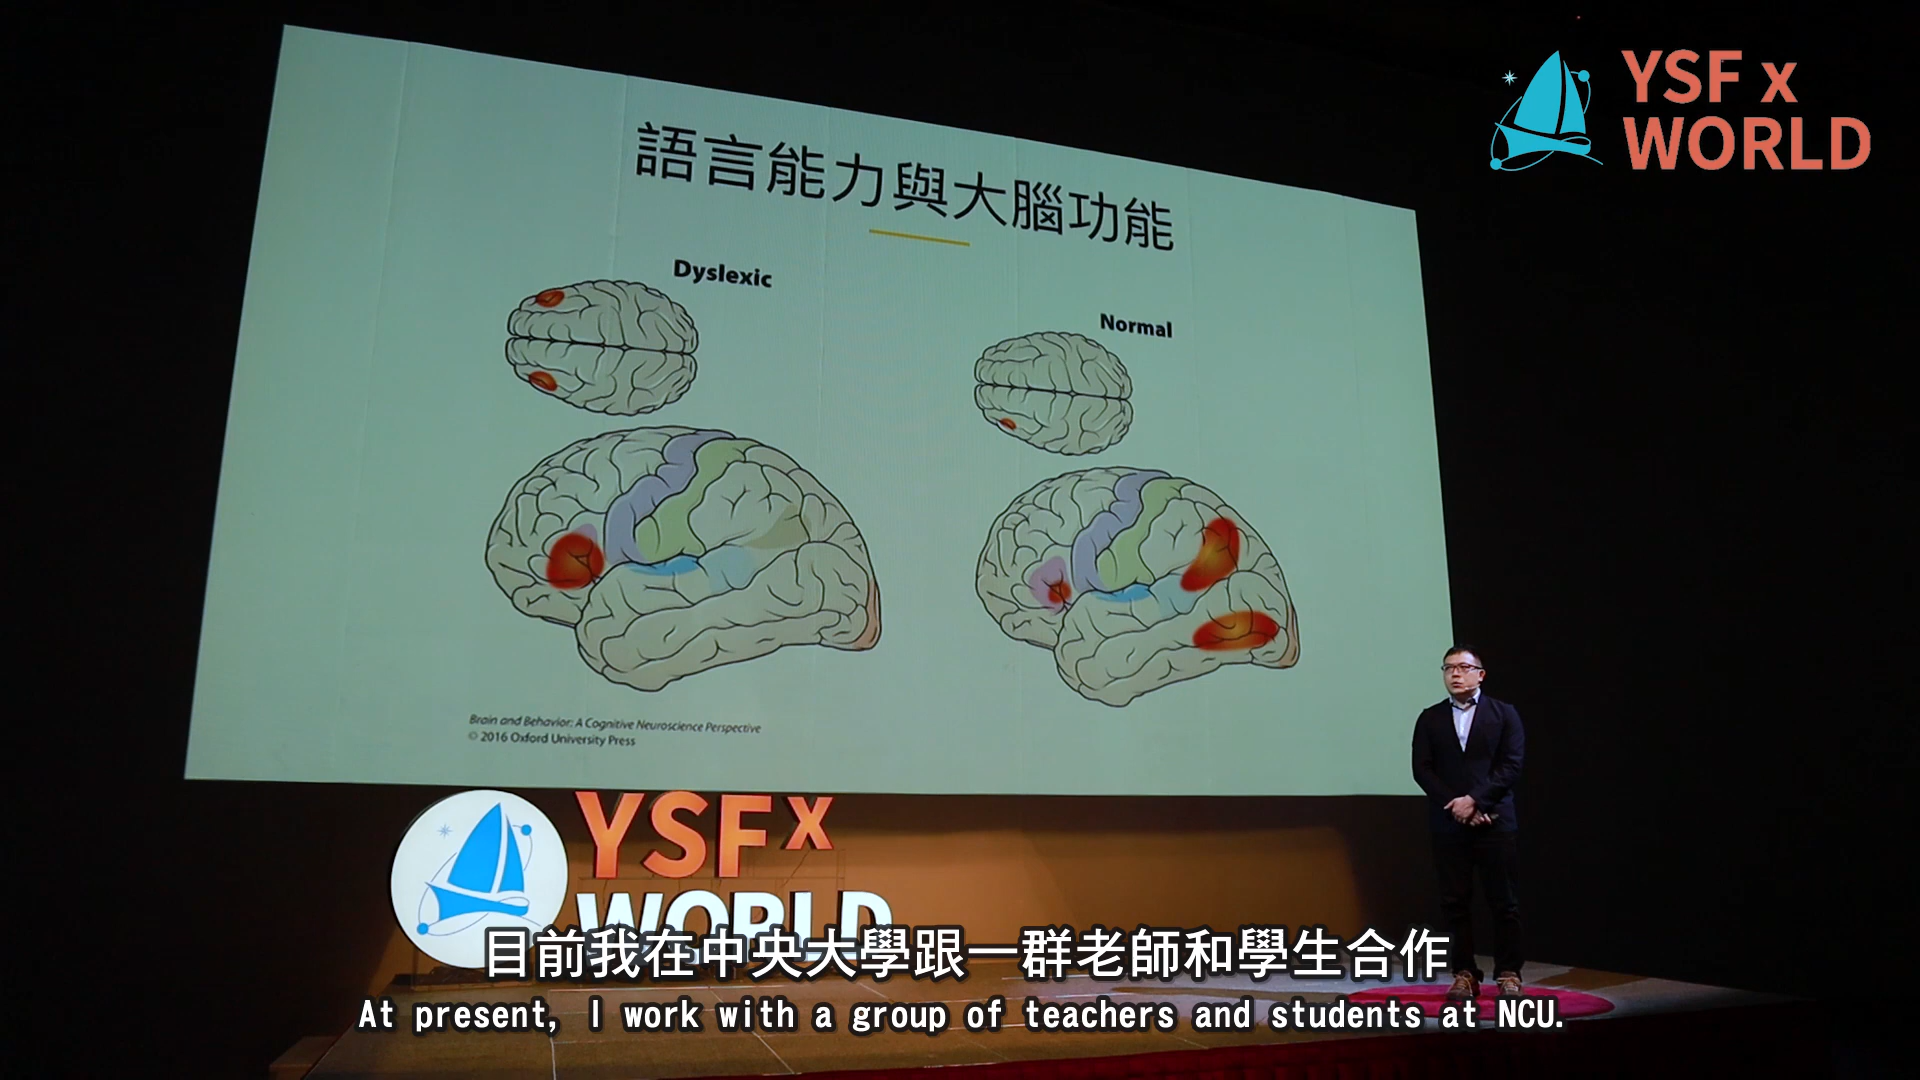 YSF x
WORLD
語言能力與大腦功能
Dyslexic
Normal
Brain and Behavior: A Cognitive Neuroscience Perspective
© 2016 Oxford University Press
YSF x
WORLD
目前我在中央大學跟一群老師和學生合作
At present, I work with a group of teachers and students at NCU.